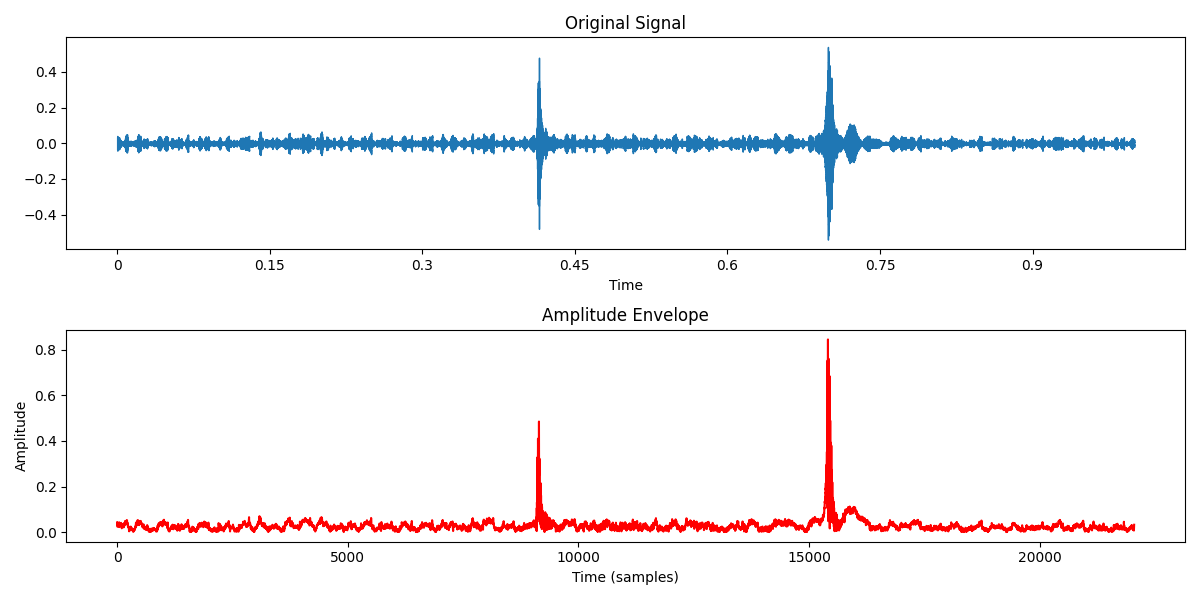 Original Signal
0.4
0.2
0.0
−0.2
−0.4
0 0.15 0.3 0.45 0.6 0.75 0.9
Time
Amplitude Envelope
Amplitude
0.8
0.6
0.4
0.2
0.0
0 5000 10000 15000 20000
Time (samples)